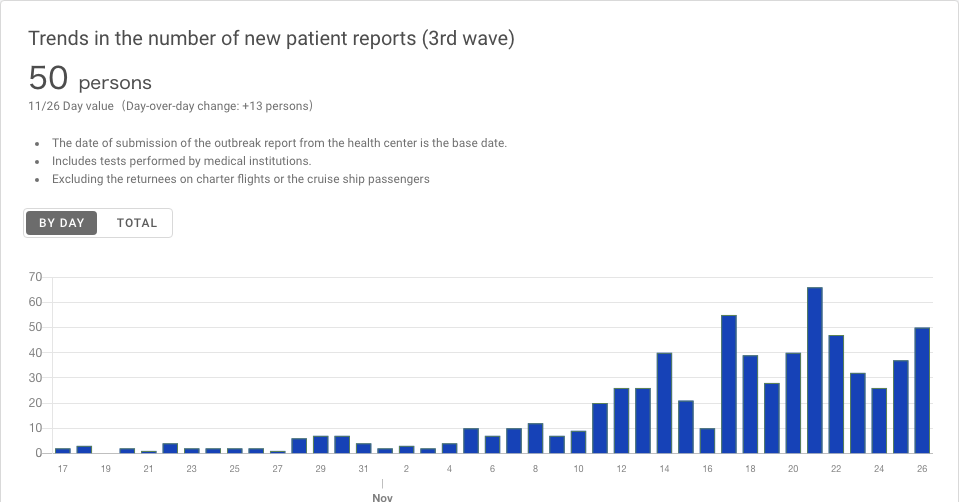 Trends in the number of new patient reports (3rd wave)
50 persons
11/26 Day value（Day-over-day change: +13 persons）
• The date of submission of the outbreak report from the health center is the base date.
• Includes tests performed by medical institutions.
• Excluding the returnees on charter flights or the cruise ship passengers
BY DAY TOTAL
70
60
50
40
30
20
10
0
17 19 21 23 25 27 29 31 2 4 6 8 10 12 14 16 18 20 22 24 26
Nov